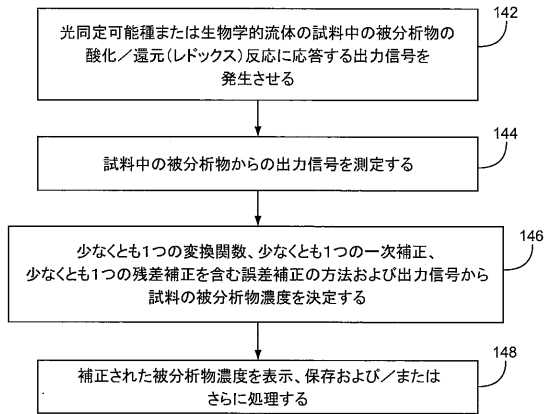 142
光同定可能種または生物学的流体の試料中の被分析物の
酸化／還元(レドックス)反応に応答する出力信号を
発生させる
144
試料中の被分析物からの出力信号を測定する
146
少なくとも1つの変換関数、少なくとも1つの一次補正、
少なくとも1つの残差補正を含む誤差補正の方法および出力信号から
試料の被分析物濃度を決定する
148
補正された被分析物濃度を表示、保存および／または
さらに処理する